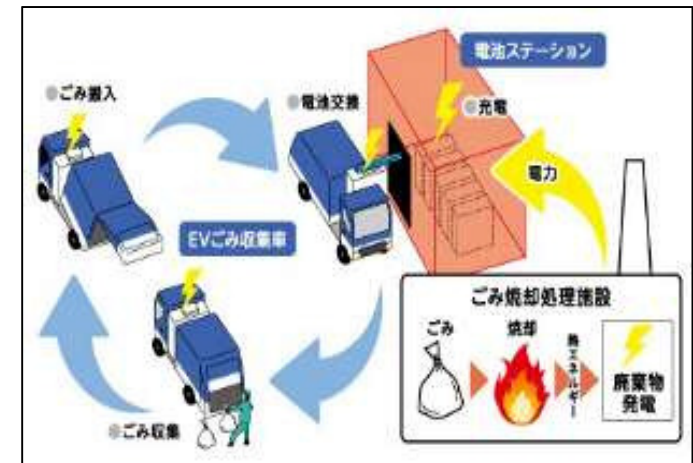 電池ステーション
●ごみ搬入
●電池交換
●充電
電力
EVごみ収集車
ごみ焼却処理施設
ごみ
焼却
熱エネルギー
廃棄物
発電
●ごみ収集